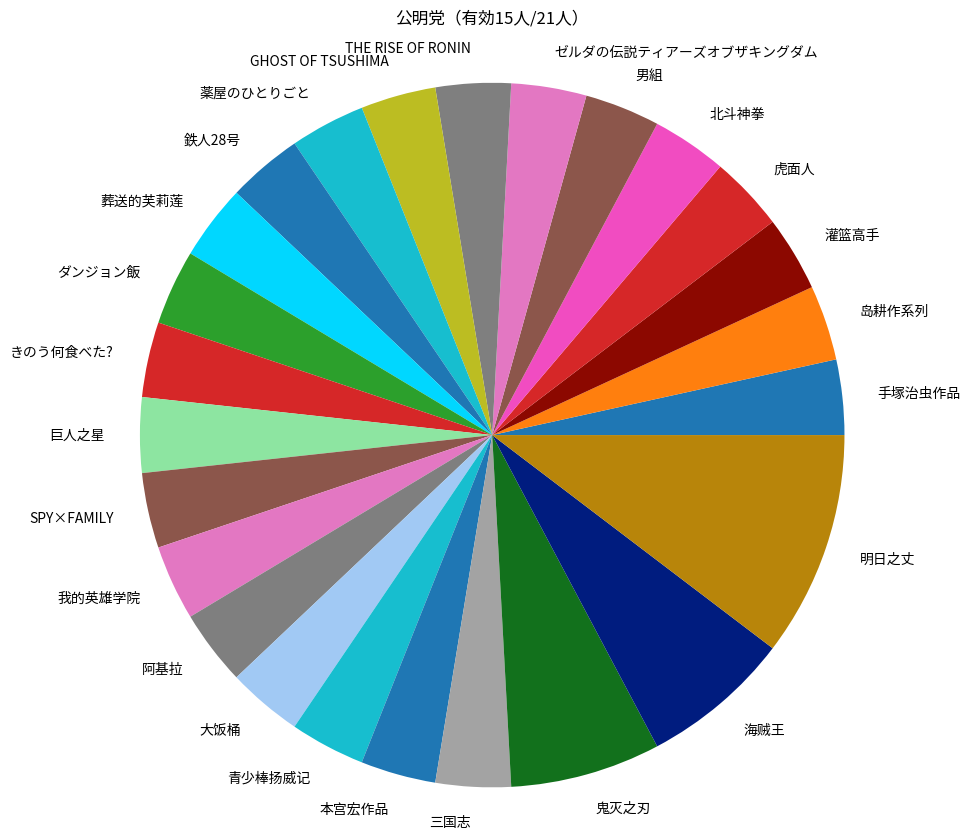 公明党（有効15人/21人）
THE RISE OF RONIN
ゼルダの伝説ティアーズオブザキングダム
GHOST OF TSUSHIMA
男組
薬屋のひとりごと
北斗神拳
鉄人28号
虎面人
葬送的芙莉莲
灌篮高手
ダンジョン飯
岛耕作系列
きのう何食べた?
手塚治虫作品
巨人之星
SPY×FAMILY
明日之丈
我的英雄学院
阿基拉
大饭桶
海贼王
青少棒扬威记
本宫宏作品
鬼灭之刃
三国志